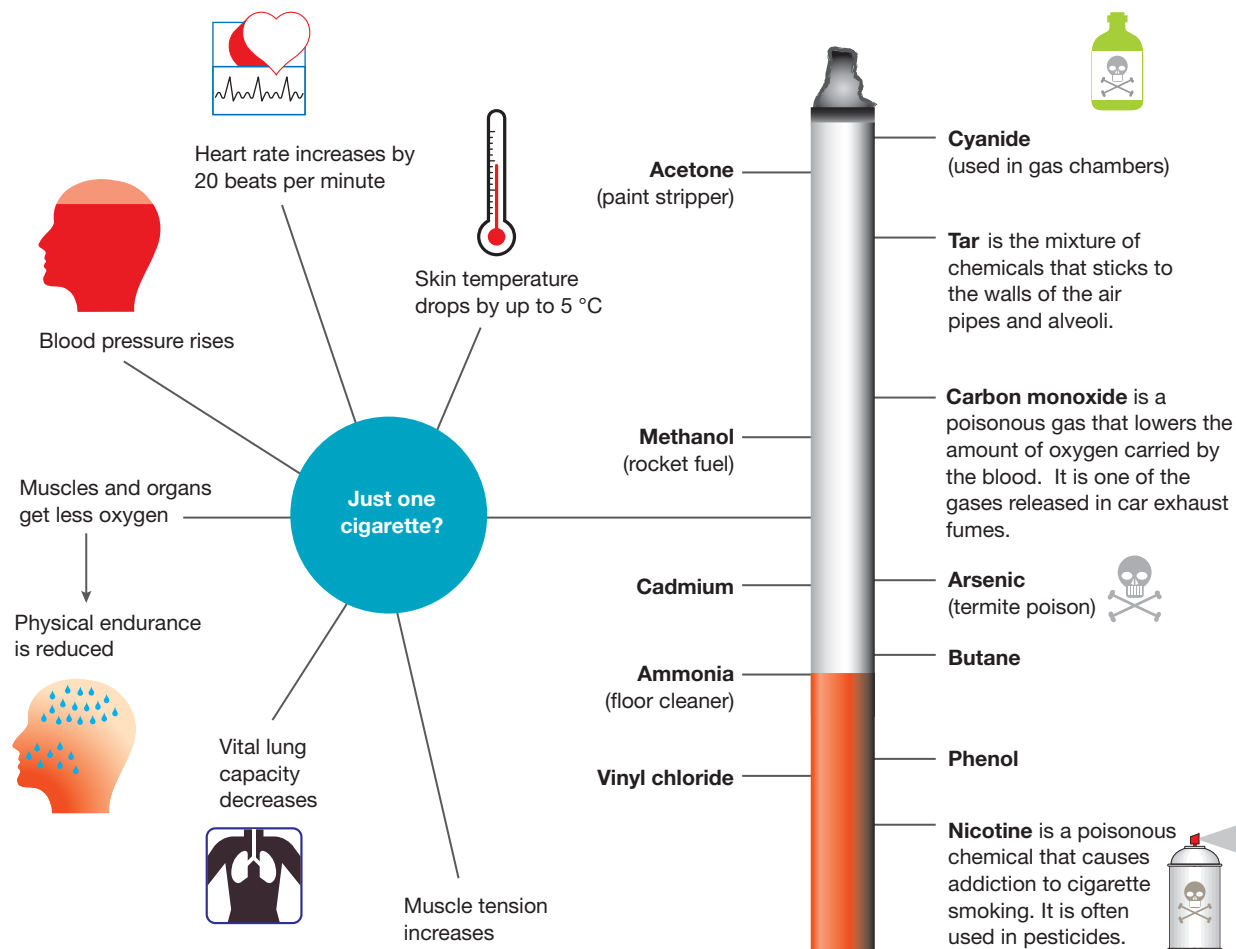 Heart rate increases by
20 beats per minute
Skin temperature
drops by up to 5 °C
Blood pressure rises
Muscles and organs
get less oxygen
Physical endurance
is reduced
Just one
cigarette?
Vital lung
capacity
decreases
Muscle tension
increases
Acetone
(paint stripper)
Methanol
(rocket fuel)
Cadmium
Ammonia
(floor cleaner)
Vinyl chloride
Cyanide
(used in gas chambers)
Tar is the mixture of
chemicals that sticks to
the walls of the air
pipes and alveoli.
Carbon monoxide is a
poisonous gas that lowers the
amount of oxygen carried by
the blood. It is one of the
gases released in car exhaust
fumes.
Arsenic
(termite poison)
Butane
Phenol
Nicotine is a poisonous
chemical that causes
addiction to cigarette
smoking. It is often
used in pesticides.